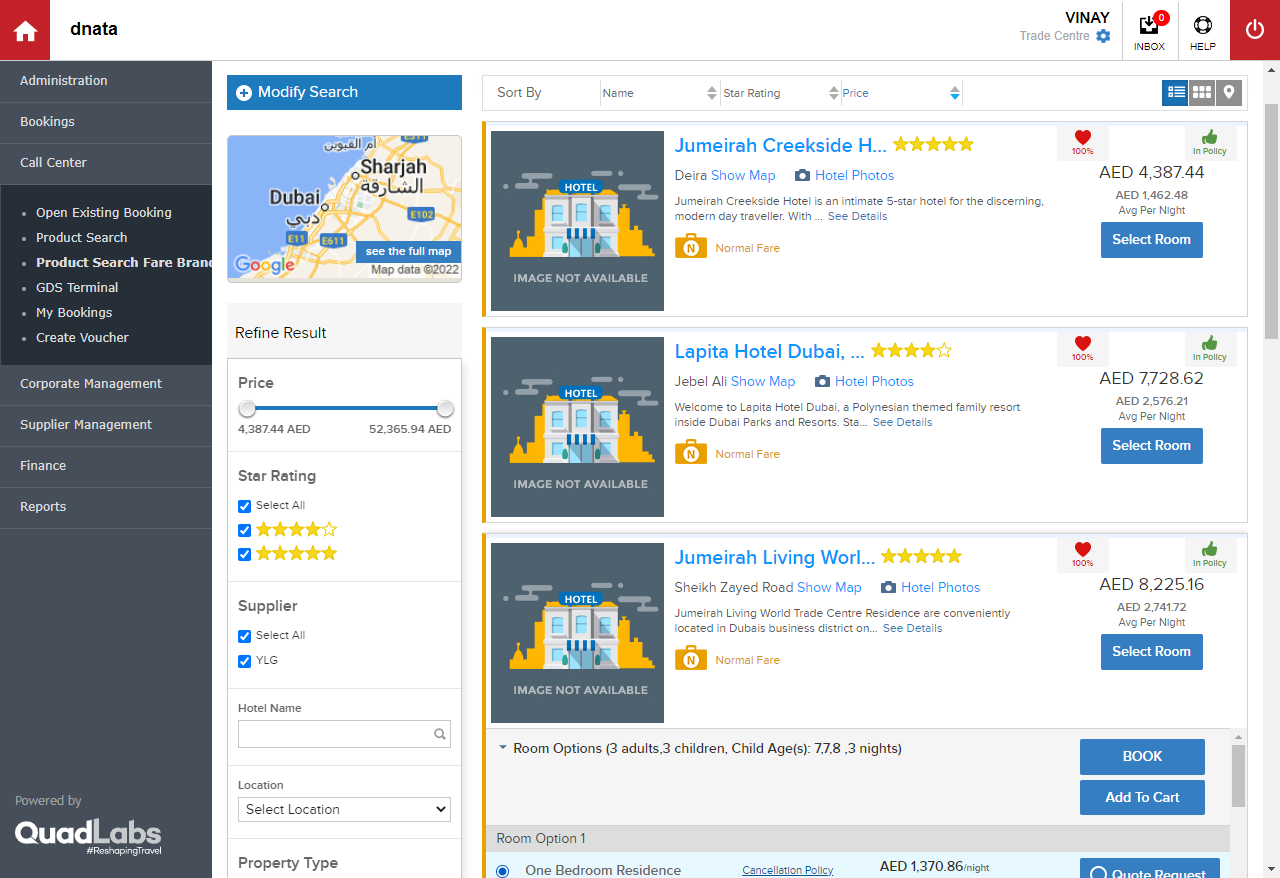 dnata
VINAY
Trade Centre
0
INBOX
HELP
Administration
Bookings
Call Center
Open Existing Booking
Product Search
Product Search Fare Brand
GDS Terminal
My Bookings
Create Voucher
Corporate Management
Supplier Management
Finance
Reports
Powered by
QuadLabs
#ReshapingTravel
Modify Search
أم القيوين
E311
Sharjah
الشارقة
Dubai
دبي
E102
E11
E611
see the full map
Google
Map data ©2022
Refine Result
Price
4,387.44 AED
52,365.94 AED
Star Rating
Select All
Supplier
Select All
YLG
Hotel Name
Location
Select Location
Property Type
Sort By
Name
Star Rating
Price
HOTEL
IMAGE NOT AVAILABLE
Jumeirah Creekside H...
Deira Show Map
Hotel Photos
Jumeirah Creekside Hotel is an intimate 5-star hotel for the discerning,
modern day traveller. With ... See Details
N
Normal Fare
100%
In Policy
AED 4,387.44
AED 1,462.48
Avg Per Night
Select Room
HOTEL
IMAGE NOT AVAILABLE
Lapita Hotel Dubai, ...
Jebel Ali Show Map
Hotel Photos
Welcome to Lapita Hotel Dubai, a Polynesian themed family resort
inside Dubai Parks and Resorts. Sta... See Details
N
Normal Fare
100%
In Policy
AED 7,728.62
AED 2,576.21
Avg Per Night
Select Room
HOTEL
IMAGE NOT AVAILABLE
Jumeirah Living Worl...
Sheikh Zayed Road Show Map
Hotel Photos
Jumeirah Living World Trade Centre Residence are conveniently
located in Dubais business district on... See Details
N
Normal Fare
100%
In Policy
AED 8,225.16
AED 2,741.72
Avg Per Night
Select Room
Room Options (3 adults,3 children, Child Age(s): 7,7,8 ,3 nights)
BOOK
Add To Cart
Room Option 1
One Bedroom Residence
Cancellation Policy
AED 1,370.86/night
Quote Request